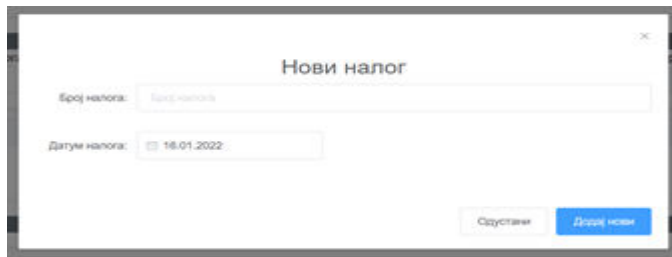 Нови налог
Број налога: Број налога
Датум налога: 16.01.2022
Одустани Додај нови